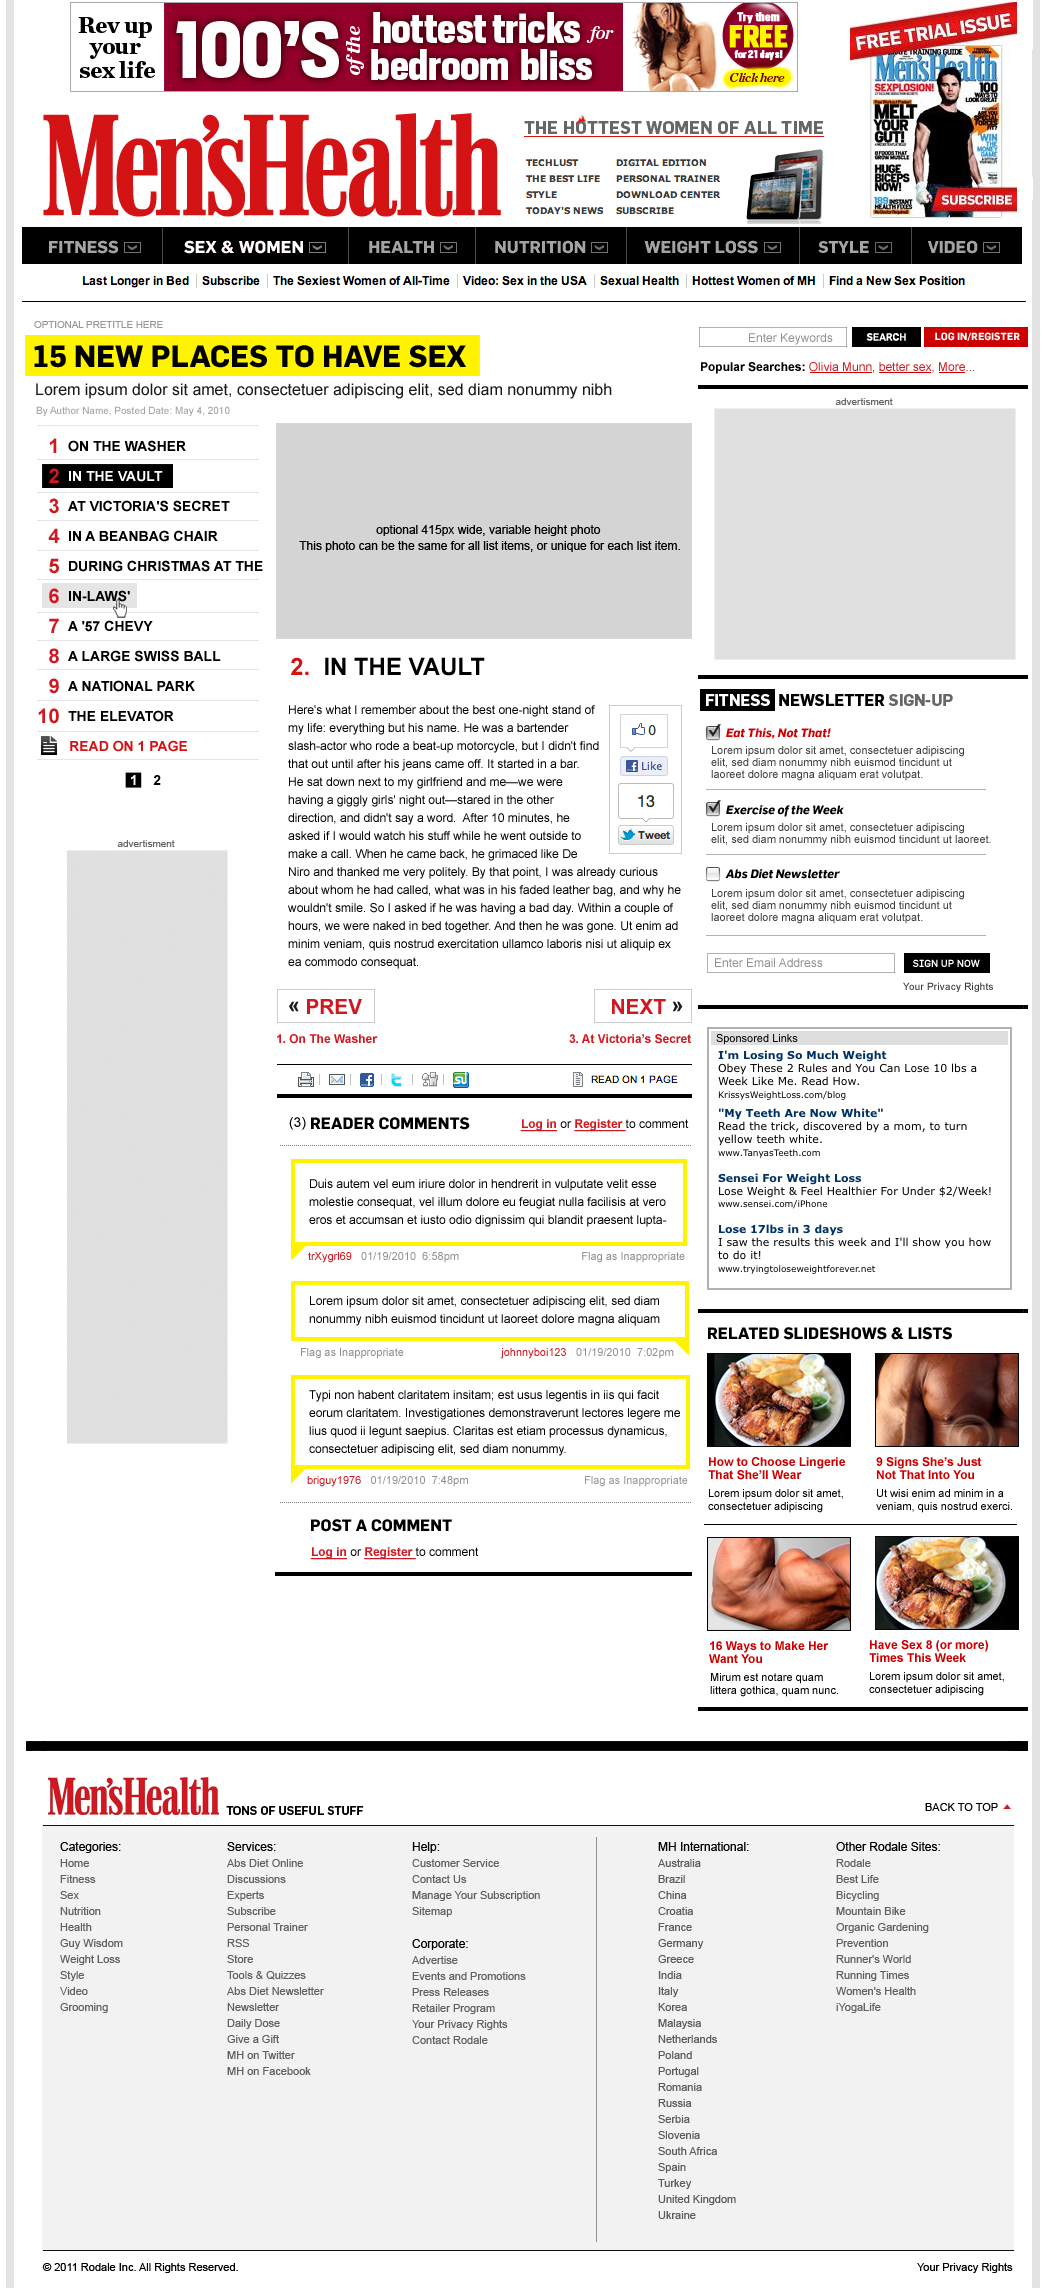 Rev up
your
sex life
100'S of the hottest tricks for
bedroom bliss
Try them
FREE
for 21 days!
Click here
FREE TRIAL ISSUE
TRAINING GUIDE
Men'sHealth
SEXPLOSION!
100
WAYS TO
LOOK GREAT
MELT
YOUR
GUT!
8 FOODS THAT
GROW MUSCLE
HUGE
BICEPS
NOW!
WIN
THE
MONEY
GAME
189 INSTANT
HEALTH FIXES
SUBSCRIBE
Men'sHealth
THE HOTTEST WOMEN OF ALL TIME
TECHLUST DIGITAL EDITION
THE BEST LIFE PERSONAL TRAINER
STYLE DOWNLOAD CENTER
TODAY'S NEWS SUBSCRIBE
FITNESS SEX & WOMEN HEALTH NUTRITION WEIGHT LOSS STYLE VIDEO
Last Longer in Bed Subscribe The Sexiest Women of All-Time Video: Sex in the USA Sexual Health Hottest Women of MH Find a New Sex Position
OPTIONAL PRETITLE HERE
15 NEW PLACES TO HAVE SEX
Lorem ipsum dolor sit amet, consectetuer adipiscing elit, sed diam nonummy nibh
By Author Name, Posted Date: May 4, 2010
1 ON THE WASHER
2 IN THE VAULT
3 AT VICTORIA'S SECRET
4 IN A BEANBAG CHAIR
5 DURING CHRISTMAS AT THE
6 IN-LAWS'
7 A '57 CHEVY
8 A LARGE SWISS BALL
9 A NATIONAL PARK
10 THE ELEVATOR
READ ON 1 PAGE
1 2
advertisment
optional 415px wide, variable height photo
This photo can be the same for all list items, or unique for each list item.
2. IN THE VAULT
Here's what I remember about the best one-night stand of
my life: everything but his name. He was a bartender
slash-actor who rode a beat-up motorcycle, but I didn't find
that out until after his jeans came off. It started in a bar.
He sat down next to my girlfriend and me—we were
having a giggly girls' night out—stared in the other
direction, and didn't say a word. After 10 minutes, he
asked if I would watch his stuff while he went outside to
make a call. When he came back, he grimaced like De
Niro and thanked me very politely. By that point, I was already curious
about whom he had called, what was in his faded leather bag, and why he
wouldn't smile. So I asked if he was having a bad day. Within a couple of
hours, we were naked in bed together. And then he was gone. Ut enim ad
minim veniam, quis nostrud exercitation ullamco laboris nisi ut aliquip ex
ea commodo consequat.
0
Like
13
Tweet
« PREV NEXT »
1. On The Washer 3. At Victoria's Secret
READ ON 1 PAGE
(3) READER COMMENTS Log in or Register to comment
Duis autem vel eum iriure dolor in hendrerit in vulputate velit esse
molestie consequat, vel illum dolore eu feugiat nulla facilisis at vero
eros et accumsan et iusto odio dignissim qui blandit praesent lupta-
trXygrl69 01/19/2010 6:58pm Flag as Inappropriate
Lorem ipsum dolor sit amet, consectetuer adipiscing elit, sed diam
nonummy nibh euismod tincidunt ut laoreet dolore magna aliquam
Flag as Inappropriate johnnyboi123 01/19/2010 7:02pm
Typi non habent claritatem insitam; est usus legentis in iis qui facit
eorum claritatem. Investigationes demonstraverunt lectores legere me
lius quod ii legunt saepius. Claritas est etiam processus dynamicus,
consectetuer adipiscing elit, sed diam nonummy.
briguy1976 01/19/2010 7:48pm Flag as Inappropriate
POST A COMMENT
Log in or Register to comment
Enter Keywords SEARCH LOG IN/REGISTER
Popular Searches: Olivia Munn, better sex, More...
advertisment
FITNESS NEWSLETTER SIGN-UP
Eat This, Not That!
Lorem ipsum dolor sit amet, consectetuer adipiscing
elit, sed diam nonummy nibh euismod tincidunt ut
laoreet dolore magna aliquam erat volutpat.
Exercise of the Week
Lorem ipsum dolor sit amet, consectetuer adipiscing
elit, sed diam nonummy nibh euismod tincidunt ut laoreet.
Abs Diet Newsletter
Lorem ipsum dolor sit amet, consectetuer adipiscing
elit, sed diam nonummy nibh euismod tincidunt ut
laoreet dolore magna aliquam erat volutpat.
Enter Email Address SIGN UP NOW
Your Privacy Rights
Sponsored Links
I'm Losing So Much Weight
Obey These 2 Rules and You Can Lose 10 lbs a
Week Like Me. Read How.
KrissysWeightLoss.com/blog
"My Teeth Are Now White"
Read the trick, discovered by a mom, to turn
yellow teeth white.
www.TanyasTeeth.com
Sensei For Weight Loss
Lose Weight & Feel Healthier For Under $2/Week!
www.sensei.com/iPhone
Lose 17lbs in 3 days
I saw the results this week and I'll show you how
to do it!
www.tryingtoloseweightforever.net
RELATED SLIDESHOWS & LISTS
How to Choose Lingerie
That She'll Wear
Lorem ipsum dolor sit amet,
consectetuer adipiscing
9 Signs She's Just
Not That Into You
Ut wisi enim ad minim in a
veniam, quis nostrud exerci.
16 Ways to Make Her
Want You
Mirum est notare quam
littera gothica, quam nunc.
Have Sex 8 (or more)
Times This Week
Lorem ipsum dolor sit amet,
consectetuer adipiscing
Men'sHealth TONS OF USEFUL STUFF BACK TO TOP
Categories:
Home
Fitness
Sex
Nutrition
Health
Guy Wisdom
Weight Loss
Style
Video
Grooming
Services:
Abs Diet Online
Discussions
Experts
Subscribe
Personal Trainer
RSS
Store
Tools & Quizzes
Abs Diet Newsletter
Newsletter
Daily Dose
Give a Gift
MH on Twitter
MH on Facebook
Help:
Customer Service
Contact Us
Manage Your Subscription
Sitemap
Corporate:
Advertise
Events and Promotions
Press Releases
Retailer Program
Your Privacy Rights
Contact Rodale
MH International:
Australia
Brazil
China
Croatia
France
Germany
Greece
India
Italy
Korea
Malaysia
Netherlands
Poland
Portugal
Romania
Russia
Serbia
Slovenia
South Africa
Spain
Turkey
United Kingdom
Ukraine
Other Rodale Sites:
Rodale
Best Life
Bicycling
Mountain Bike
Organic Gardening
Prevention
Runner's World
Running Times
Women's Health
iYogaLife
© 2011 Rodale Inc. All Rights Reserved. Your Privacy Rights